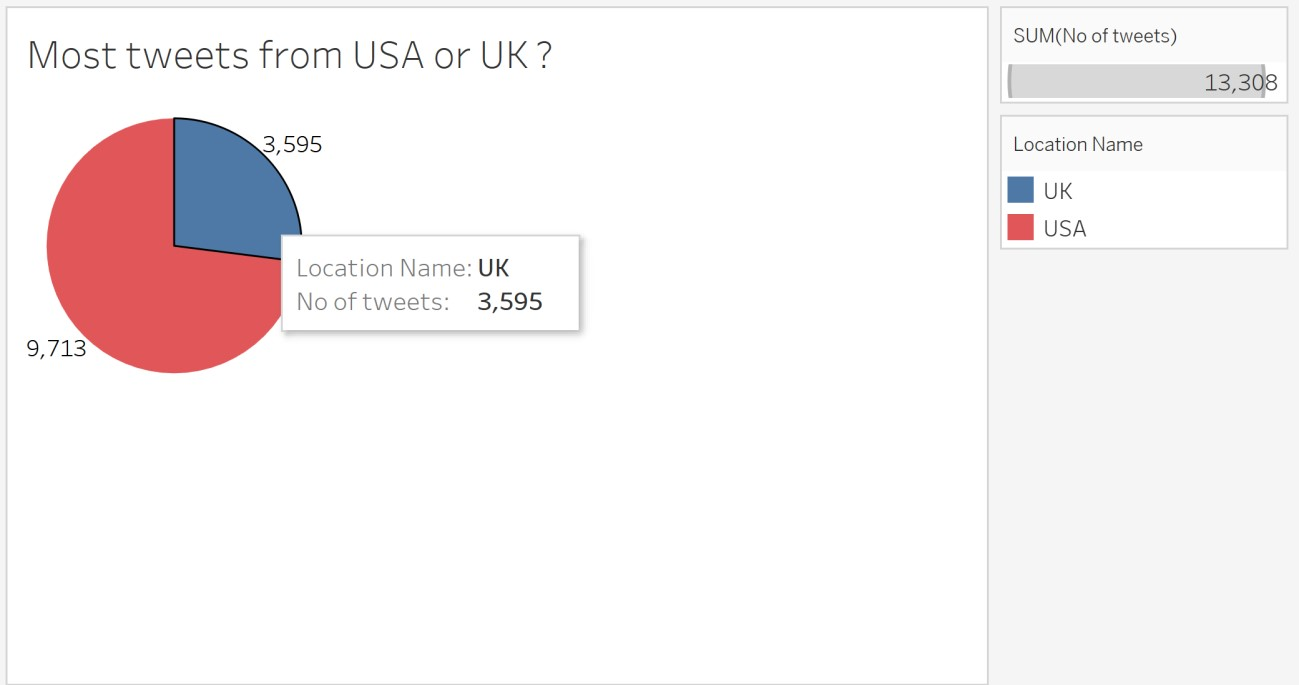 Most tweets from USA or UK ?
3,595
Location Name: UK
No of tweets: 3,595
9,713
SUM(No of tweets)
13,308
Location Name
UK
USA